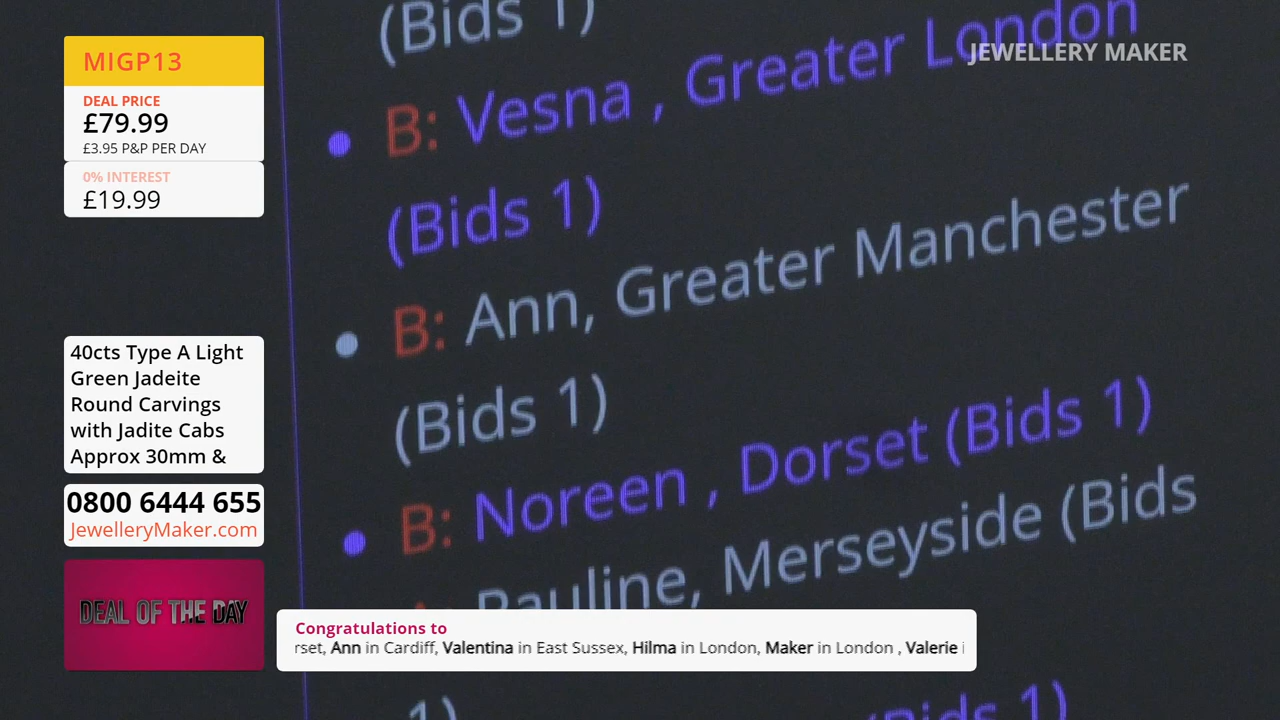 MIGP13
DEAL PRICE
£79.99
£3.95 P&P PER DAY
0% INTEREST
£19.99
40cts Type A Light
Green Jadeite
Round Carvings
with Jadite Cabs
Approx 30mm &
0800 6444 655
JewelleryMaker.com
DEAL OF THE DAY
JEWELLERY MAKER
(Bids 1)
B: Vesna , Greater London
(Bids 1)
B: Ann, Greater Manchester
(Bids 1)
B: Noreen , Dorset (Bids 1)
Pauline, Merseyside (Bids
1)
(Bids 1)
Congratulations to
rset, Ann in Cardiff, Valentina in East Sussex, Hilma in London, Maker in London , Valerie i